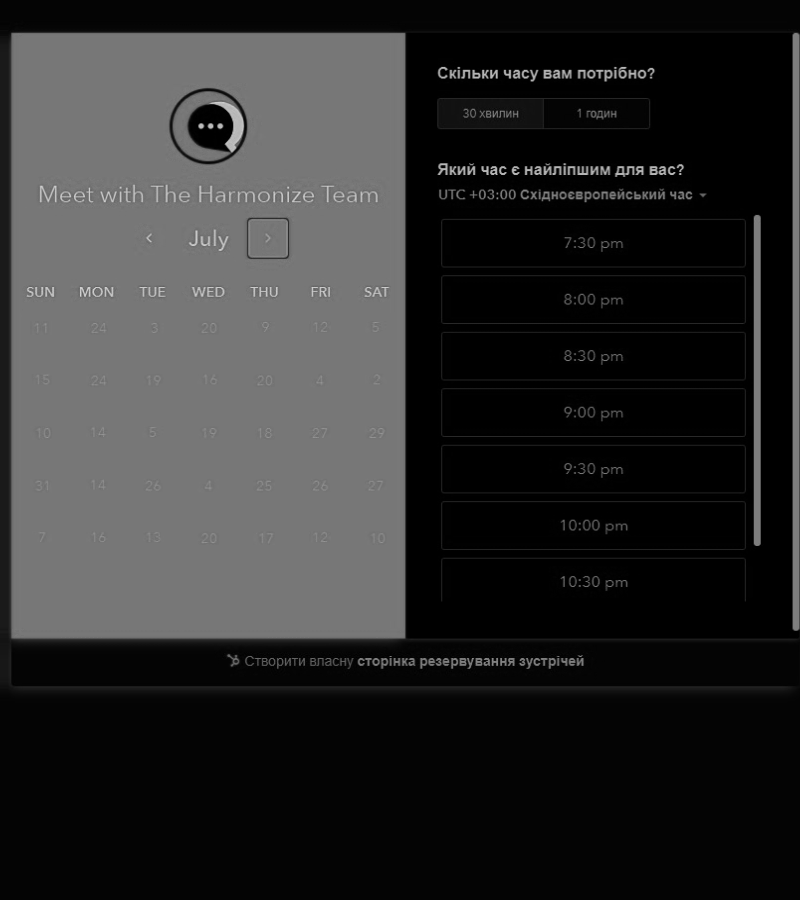 Meet with The Harmonize Team
July
SUN MON TUE WED THU FRI SAT
11 24 3 20 9 12 5
15 24 19 16 20 4 2
10 14 5 19 18 27 29
31 14 26 4 25 26 27
7 16 13 20 17 12 10
Скільки часу вам потрібно?
30 хвилин 1 годин
Який час є найліпшим для вас?
UTC +03:00 Східноєвропейський час
7:30 pm
8:00 pm
8:30 pm
9:00 pm
9:30 pm
10:00 pm
10:30 pm
Створити власну сторінка резервування зустрічей